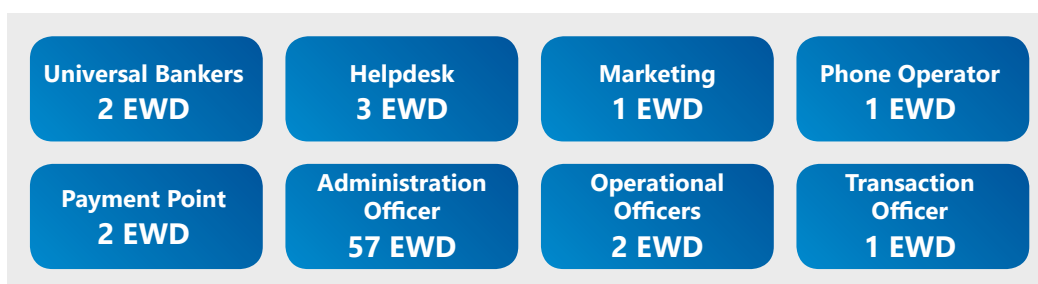 Universal Bankers
2 EWD
Helpdesk
3 EWD
Marketing
1 EWD
Phone Operator
1 EWD
Payment Point
2 EWD
Administration
Officer
57 EWD
Operational
Officers
2 EWD
Transaction
Officer
1 EWD